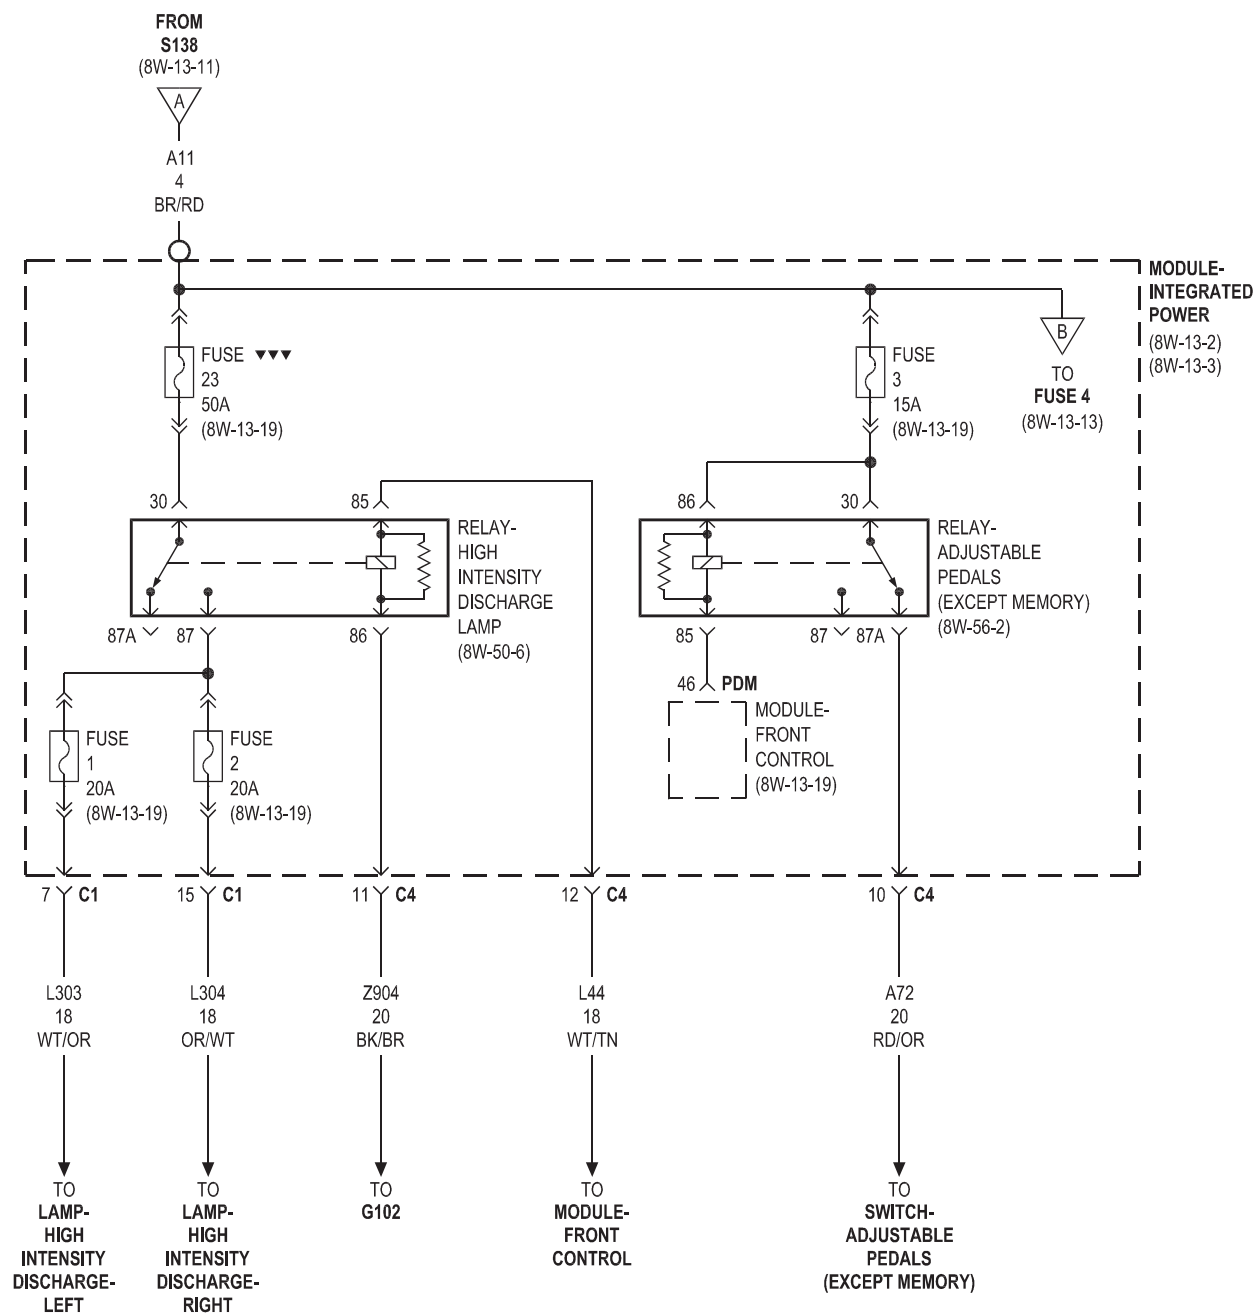 FROM
S138
(8W-13-11)
A
A11
4
BR/RD
MODULE-
INTEGRATED
POWER
(8W-13-2)
(8W-13-3)
FUSE ▼▼▼
23
50A
(8W-13-19)
FUSE
3
15A
(8W-13-19)
B
TO
FUSE 4
(8W-13-13)
30
85
RELAY-
HIGH
INTENSITY
DISCHARGE
LAMP
(8W-50-6)
87A
87
86
86
30
RELAY-
ADJUSTABLE
PEDALS
(EXCEPT MEMORY)
(8W-56-2)
85
87
87A
46 PDM
MODULE-
FRONT
CONTROL
(8W-13-19)
FUSE
1
20A
(8W-13-19)
FUSE
2
20A
(8W-13-19)
7 C1
15 C1
11 C4
12 C4
10 C4
L303
18
WT/OR
L304
18
OR/WT
Z904
20
BK/BR
L44
18
WT/TN
A72
20
RD/OR
TO
LAMP-
HIGH
INTENSITY
DISCHARGE-
LEFT
TO
LAMP-
HIGH
INTENSITY
DISCHARGE-
RIGHT
TO
G102
TO
MODULE-
FRONT
CONTROL
TO
SWITCH-
ADJUSTABLE
PEDALS
(EXCEPT MEMORY)